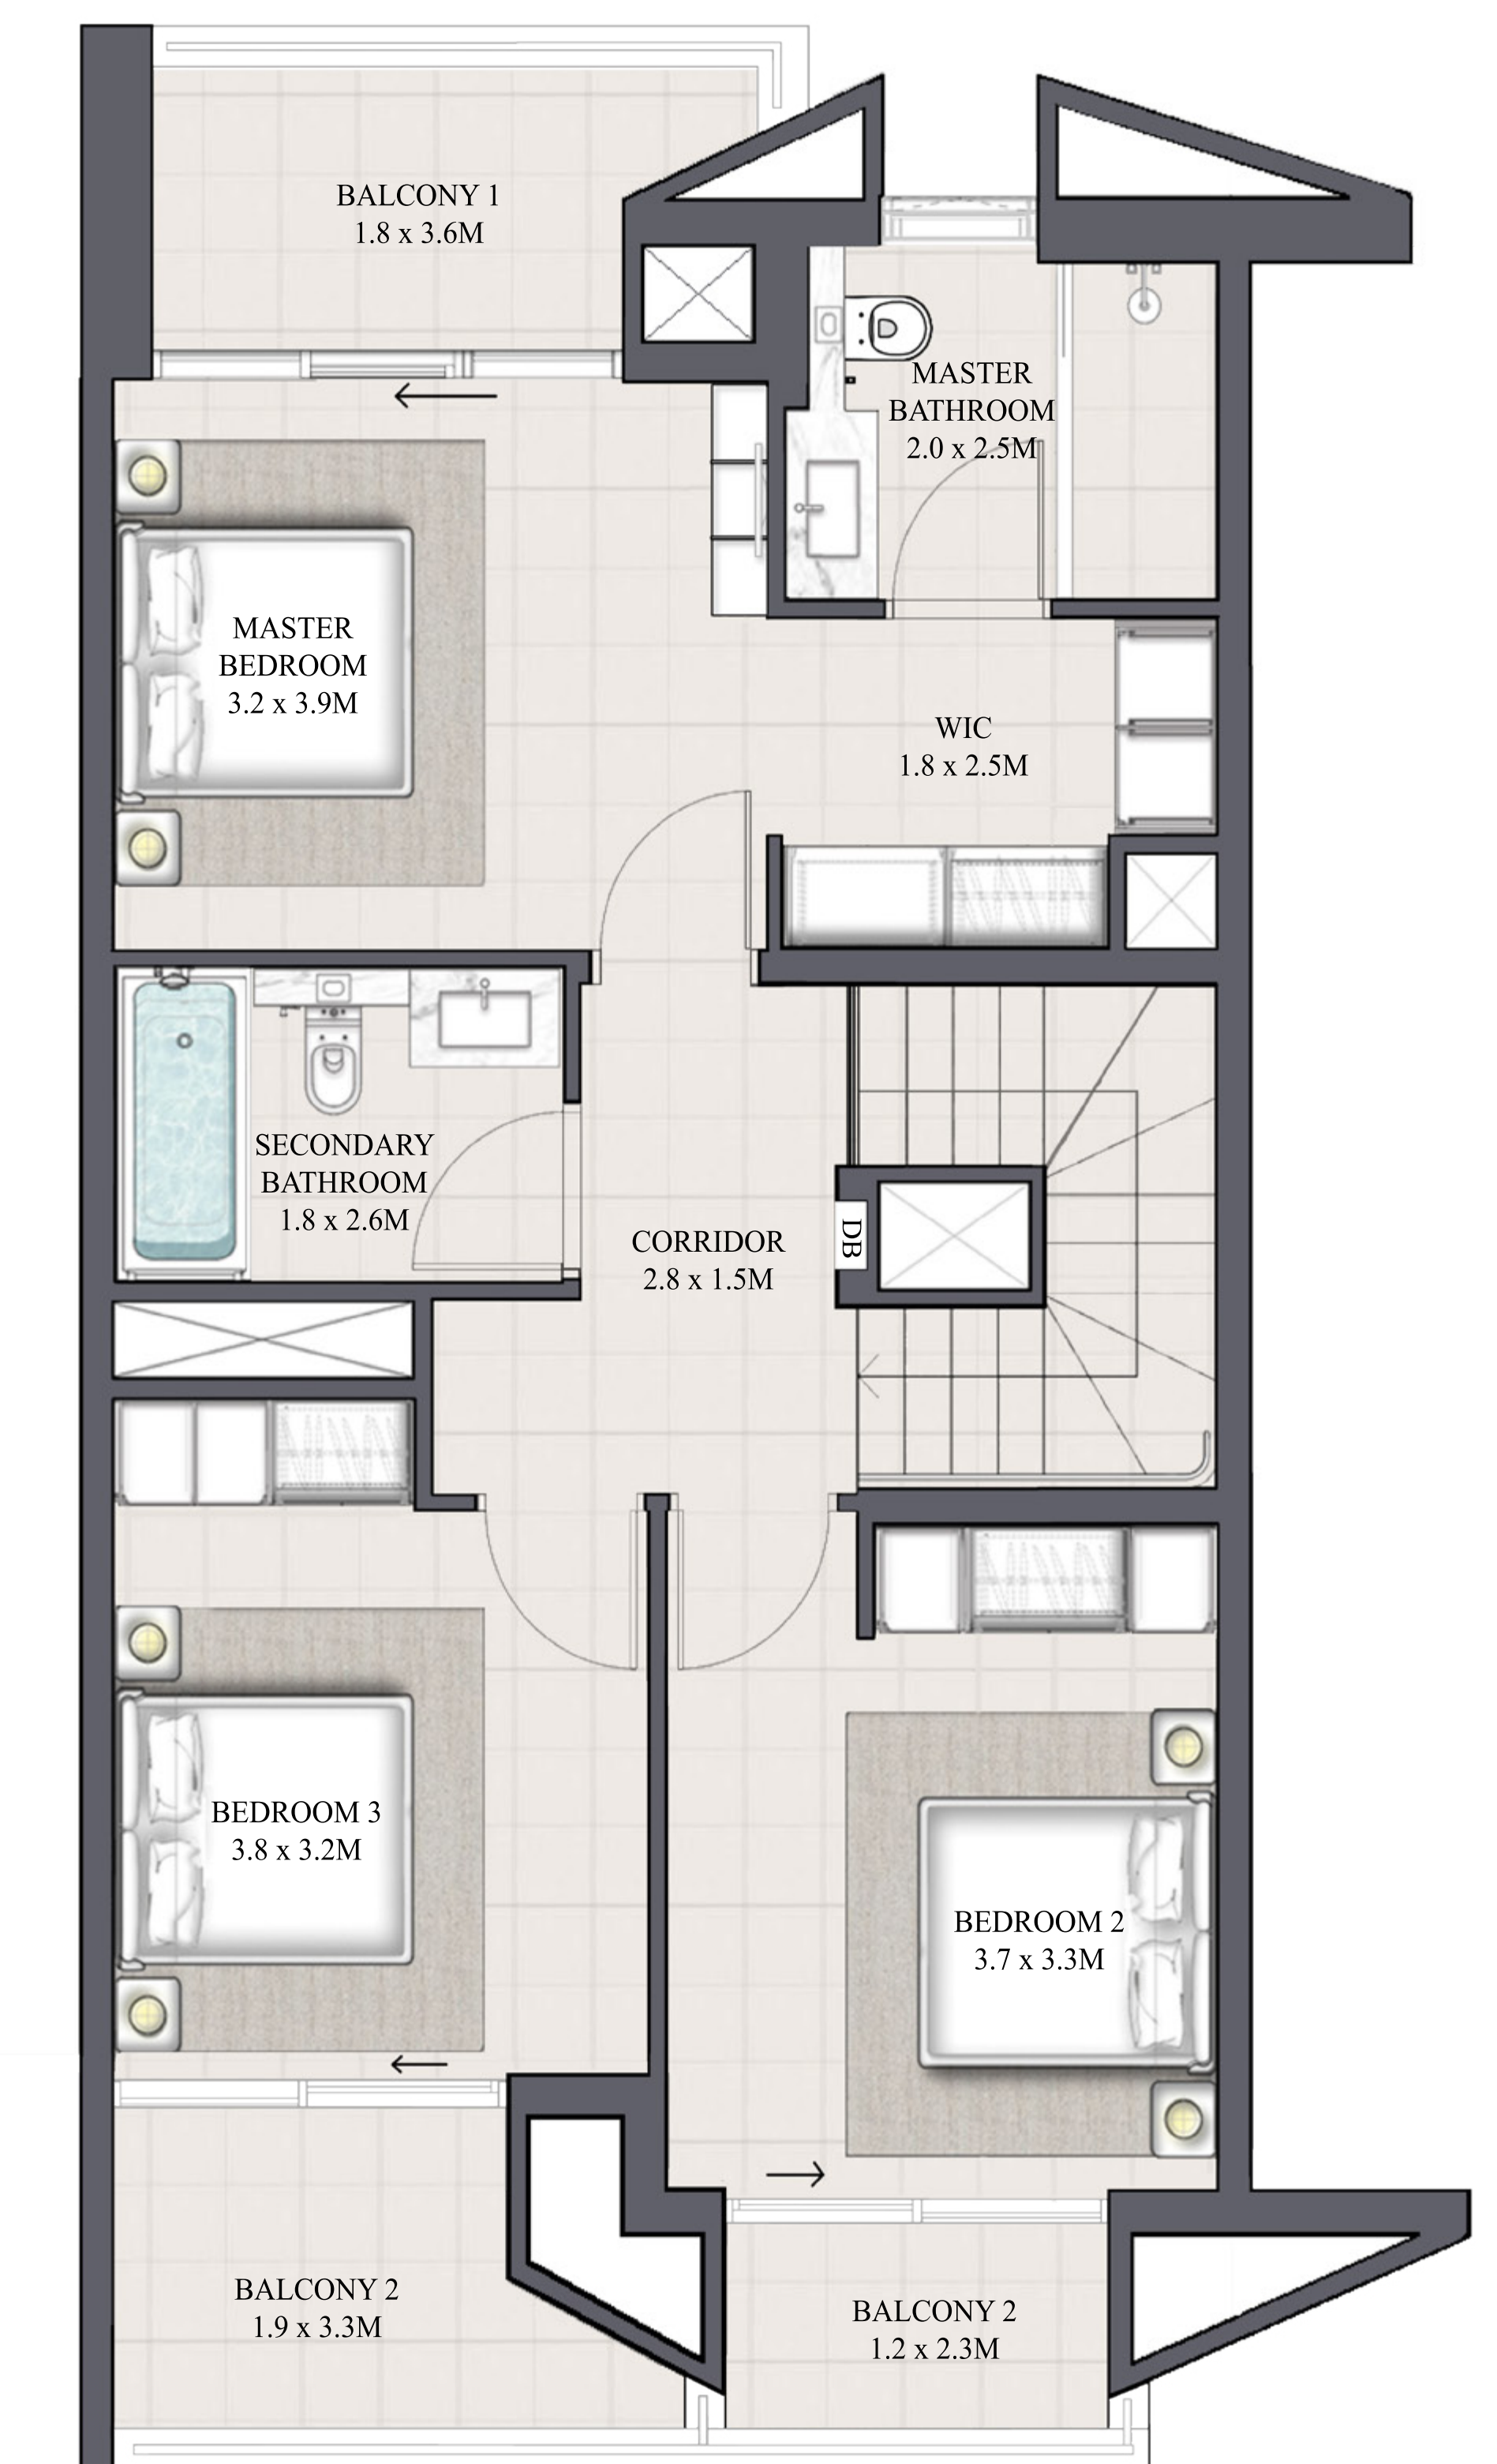 BALCONY 1
1.8 x 3.6M
MASTER
BATHROOM
2.0 x 2.5M
MASTER
BEDROOM
3.2 x 3.9M
WIC
1.8 x 2.5M
SECONDARY
BATHROOM
1.8 x 2.6M
CORRIDOR
2.8 x 1.5M
DB
BEDROOM 3
3.8 x 3.2M
BEDROOM 2
3.7 x 3.3M
BALCONY 2
1.9 x 3.3M
BALCONY 2
1.2 x 2.3M